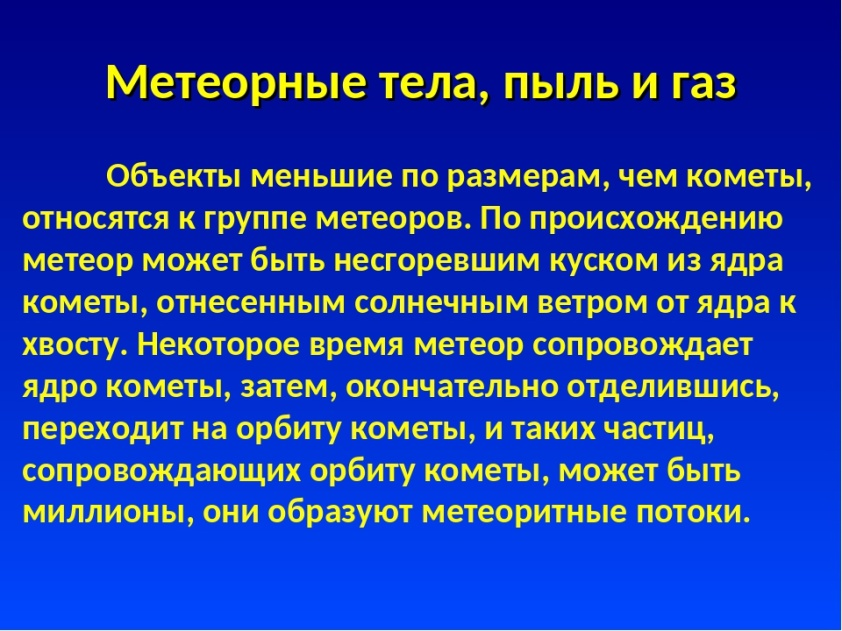 Метеорные тела, пыль и газ
Объекты меньшие по размерам, чем кометы,
относятся к группе метеоров. По происхождению
метеор может быть несгоревшим куском из ядра
кометы, отнесенным солнечным ветром от ядра к
хвосту. Некоторое время метеор сопровождает
ядро кометы, затем, окончательно отделившись,
переходит на орбиту кометы, и таких частиц,
сопровождающих орбиту кометы, может быть
миллионы, они образуют метеоритные потоки.